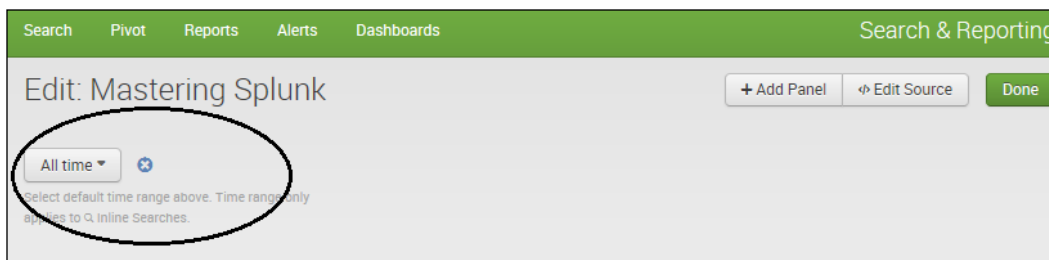 Search Pivot Reports Alerts Dashboards Search & Reporting
Edit: Mastering Splunk + Add Panel </> Edit Source Done
All time
Select default time range above. Time range only
applies to Inline Searches.